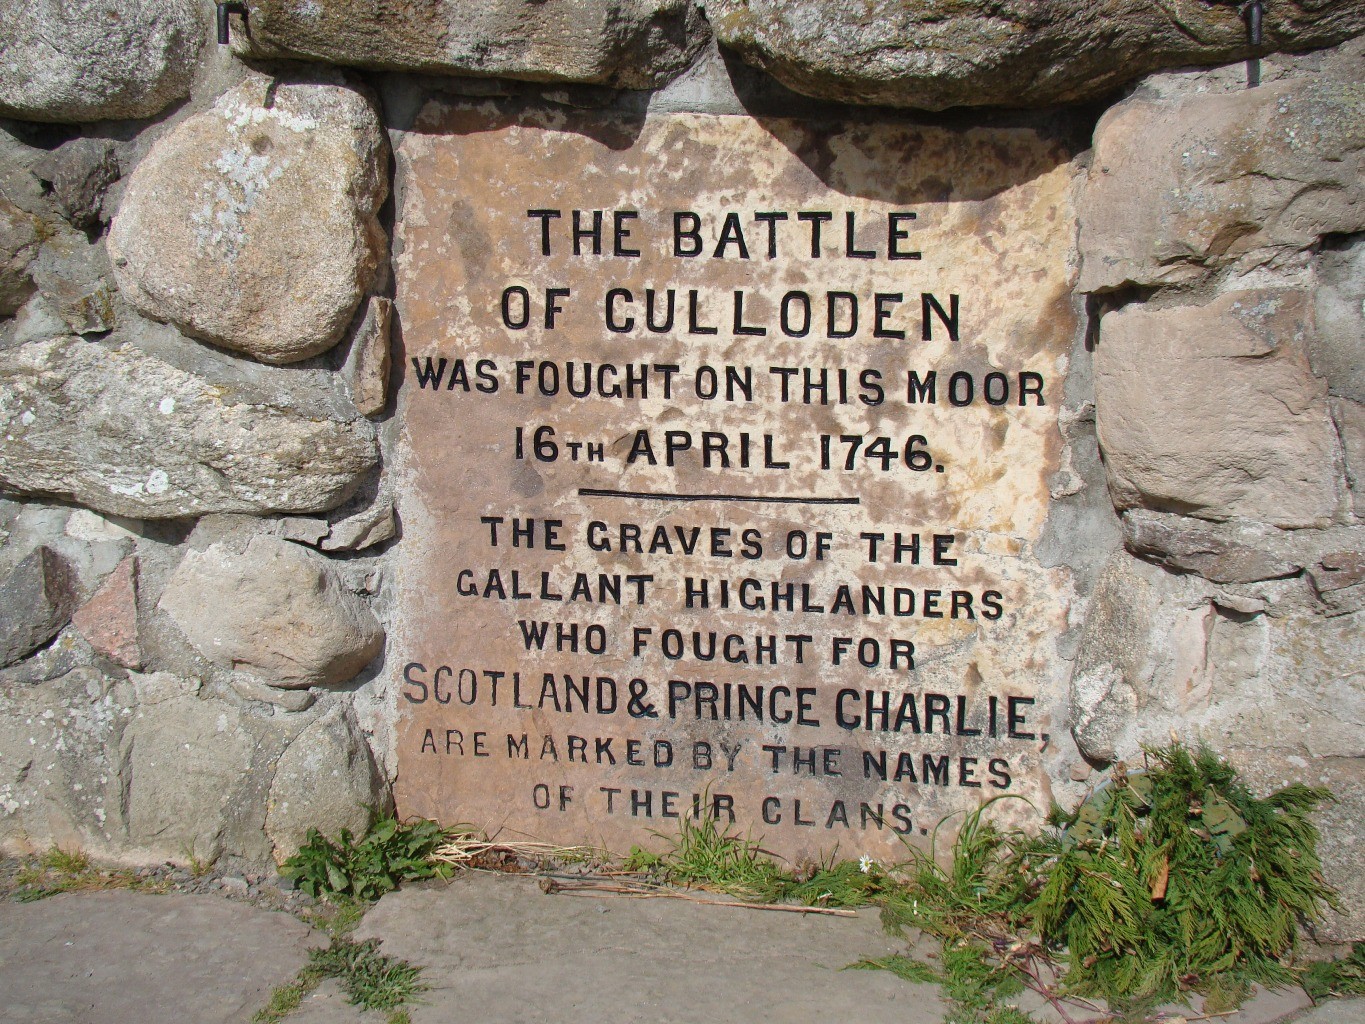 THE BATTLE
OF CULLODEN
WAS FOUGHT ON THIS MOOR
16TH APRIL 1746.
THE GRAVES OF THE
GALLANT HIGHLANDERS
WHO FOUGHT FOR
SCOTLAND & PRINCE CHARLIE,
ARE MARKED BY THE NAMES
OF THEIR CLANS.